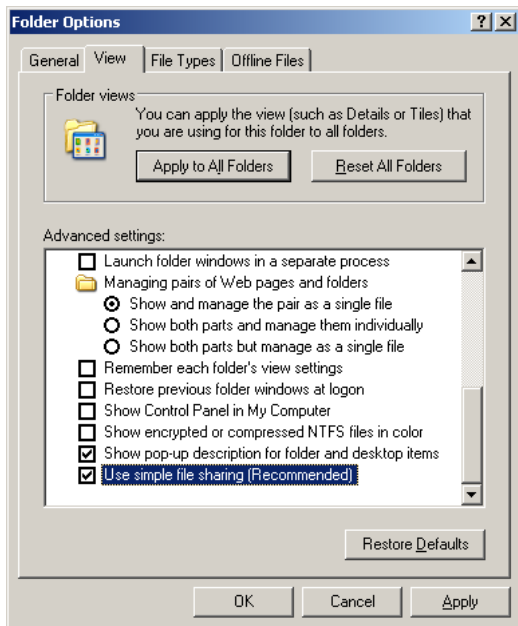 Folder Options
General View File Types Offline Files
Folder views
You can apply the view (such as Details or Tiles) that
you are using for this folder to all folders.
Apply to All Folders Reset All Folders
Advanced settings:
Launch folder windows in a separate process
Managing pairs of Web pages and folders
Show and manage the pair as a single file
Show both parts and manage them individually
Show both parts but manage as a single file
Remember each folder's view settings
Restore previous folder windows at logon
Show Control Panel in My Computer
Show encrypted or compressed NTFS files in color
Show pop-up description for folder and desktop items
Use simple file sharing (Recommended)
Restore Defaults
OK Cancel Apply